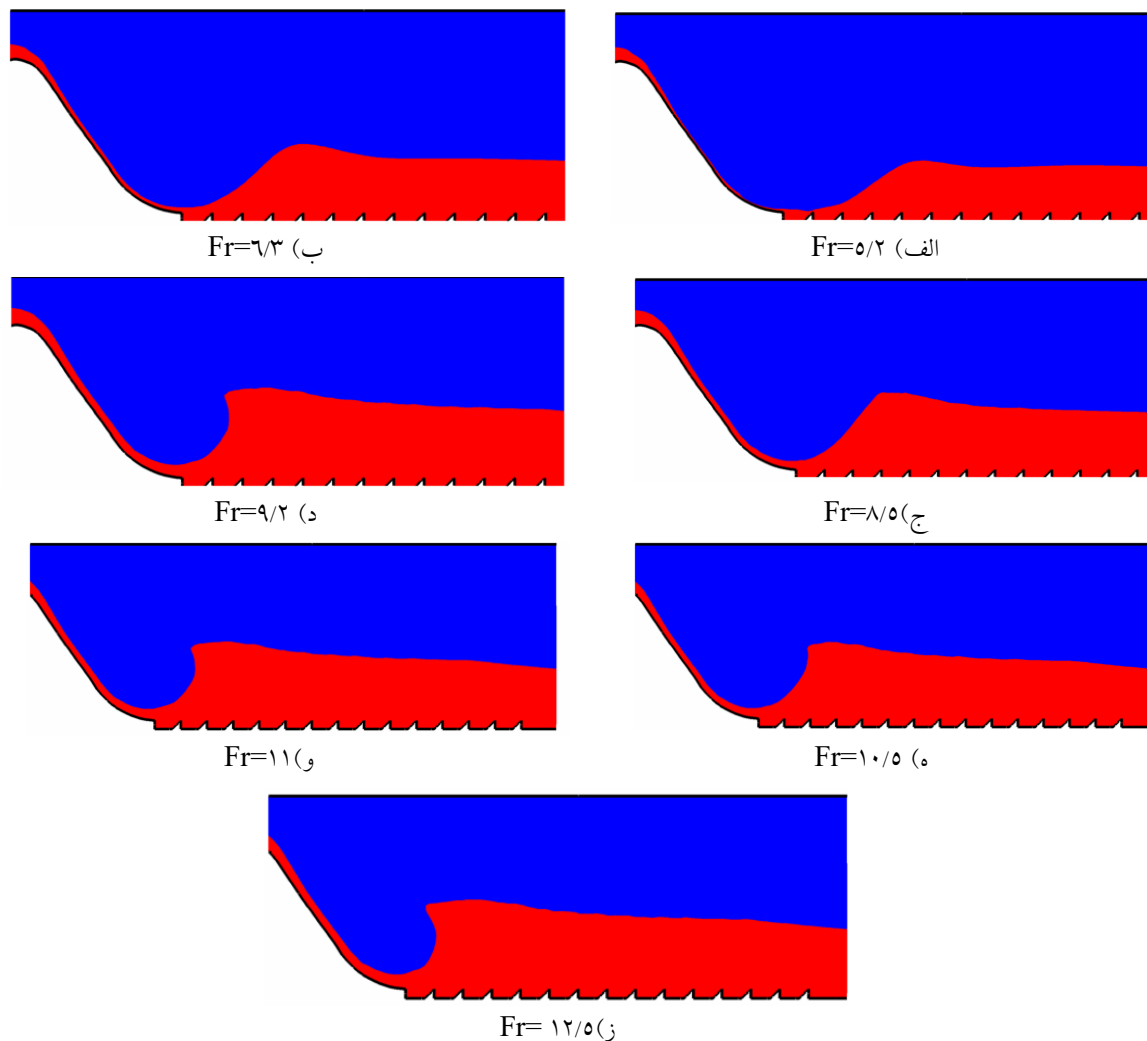 الف) Fr=۵/۲
ب) Fr=۶/۳
ج)Fr=۸/۵
د) Fr=۹/۲
ه) Fr=۱۰/۵
و)Fr=۱۱
ز)Fr= ۱۲/۵